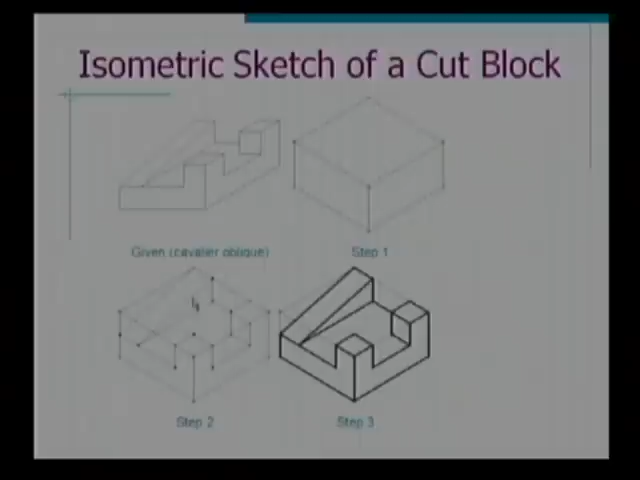 Isometric Sketch of a Cut Block
Given (cavalier oblique)
Step 1
Step 2
Step 3